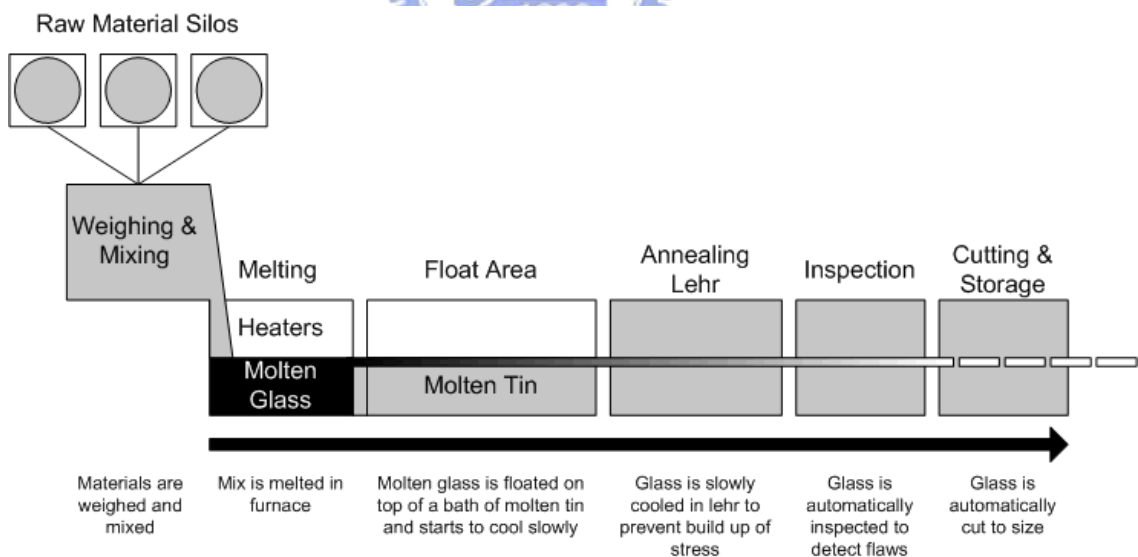 Raw Material Silos
Weighing &
Mixing
Melting
Float Area
Annealing
Lehr
Inspection
Cutting &
Storage
Heaters
Molten
Glass
Molten Tin
Materials are
weighed and
mixed
Mix is melted in
furnace
Molten glass is floated on
top of a bath of molten tin
and starts to cool slowly
Glass is slowly
cooled in lehr to
prevent build up of
stress
Glass is
automatically
inspected to
detect flaws
Glass is
automatically
cut to size